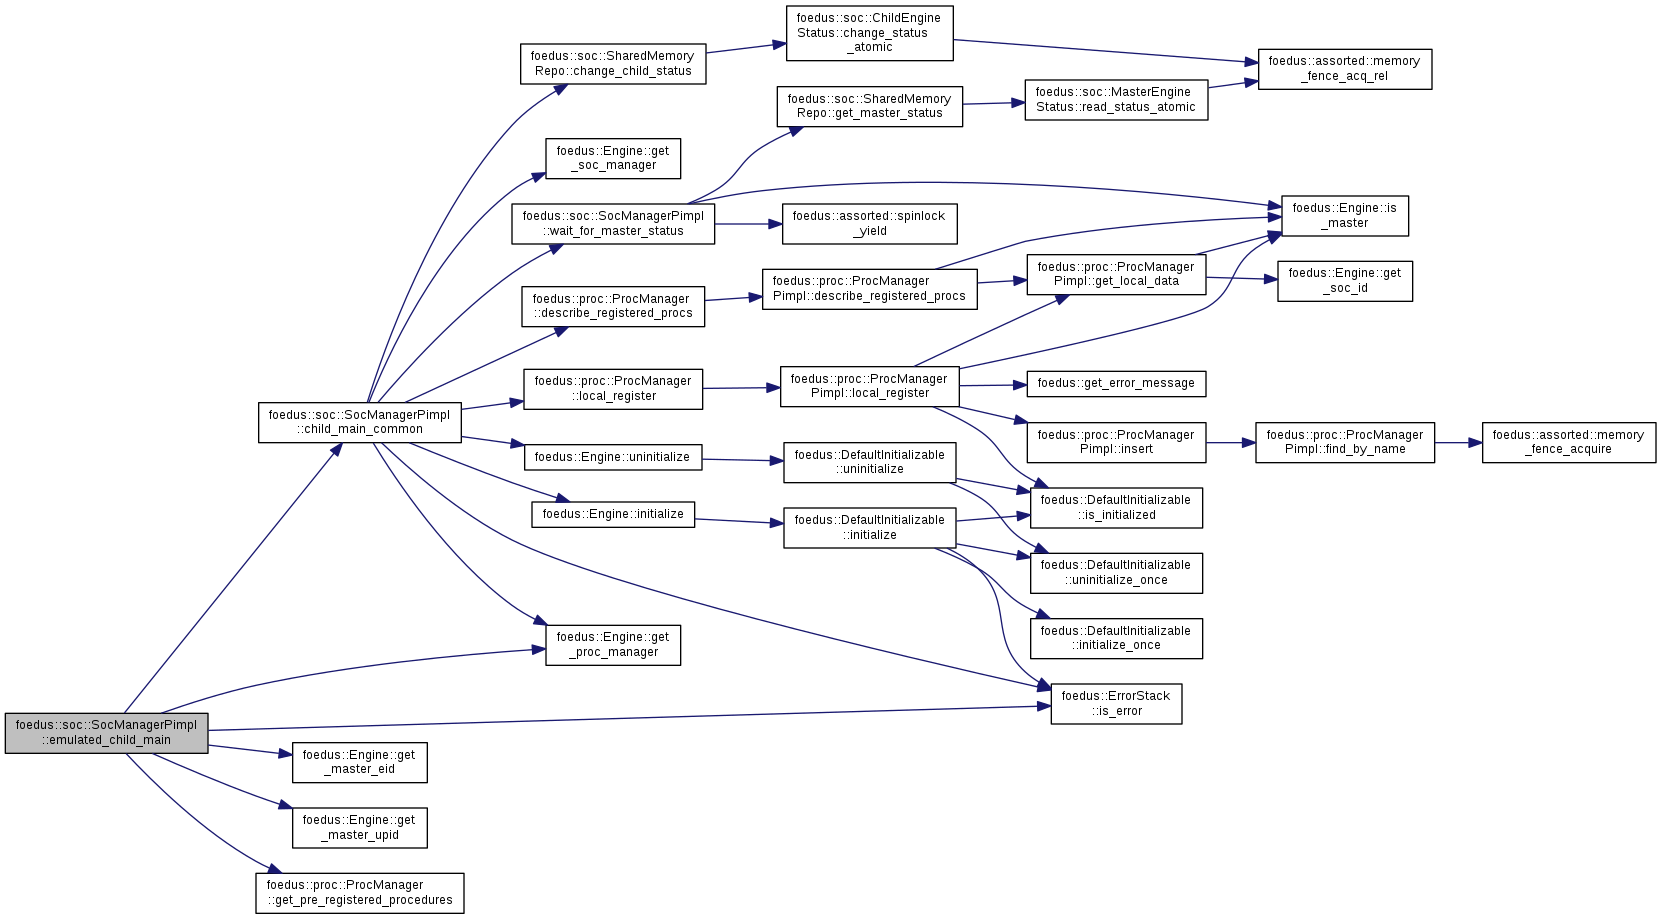 foedus::soc::ChildEngine
Status::change_status
_atomic
foedus::soc::SharedMemory
Repo::change_child_status
foedus::assorted::memory
_fence_acq_rel
foedus::soc::MasterEngine
Status::read_status_atomic
foedus::soc::SharedMemory
Repo::get_master_status
foedus::Engine::get
_soc_manager
foedus::soc::SocManagerPimpl
::wait_for_master_status
foedus::assorted::spinlock
_yield
foedus::Engine::is
_master
foedus::proc::ProcManager
Pimpl::get_local_data
foedus::Engine::get
_soc_id
foedus::proc::ProcManager
Pimpl::describe_registered_procs
foedus::proc::ProcManager
::describe_registered_procs
foedus::proc::ProcManager
::local_register
foedus::proc::ProcManager
Pimpl::local_register
foedus::get_error_message
foedus::soc::SocManagerPimpl
::child_main_common
foedus::proc::ProcManager
Pimpl::insert
foedus::proc::ProcManager
Pimpl::find_by_name
foedus::assorted::memory
_fence_acquire
foedus::Engine::uninitialize
foedus::DefaultInitializable
::uninitialize
foedus::DefaultInitializable
::is_initialized
foedus::Engine::initialize
foedus::DefaultInitializable
::initialize
foedus::DefaultInitializable
::uninitialize_once
foedus::DefaultInitializable
::initialize_once
foedus::Engine::get
_proc_manager
foedus::ErrorStack
::is_error
foedus::soc::SocManagerPimpl
::emulated_child_main
foedus::Engine::get
_master_eid
foedus::Engine::get
_master_upid
foedus::proc::ProcManager
::get_pre_registered_procedures